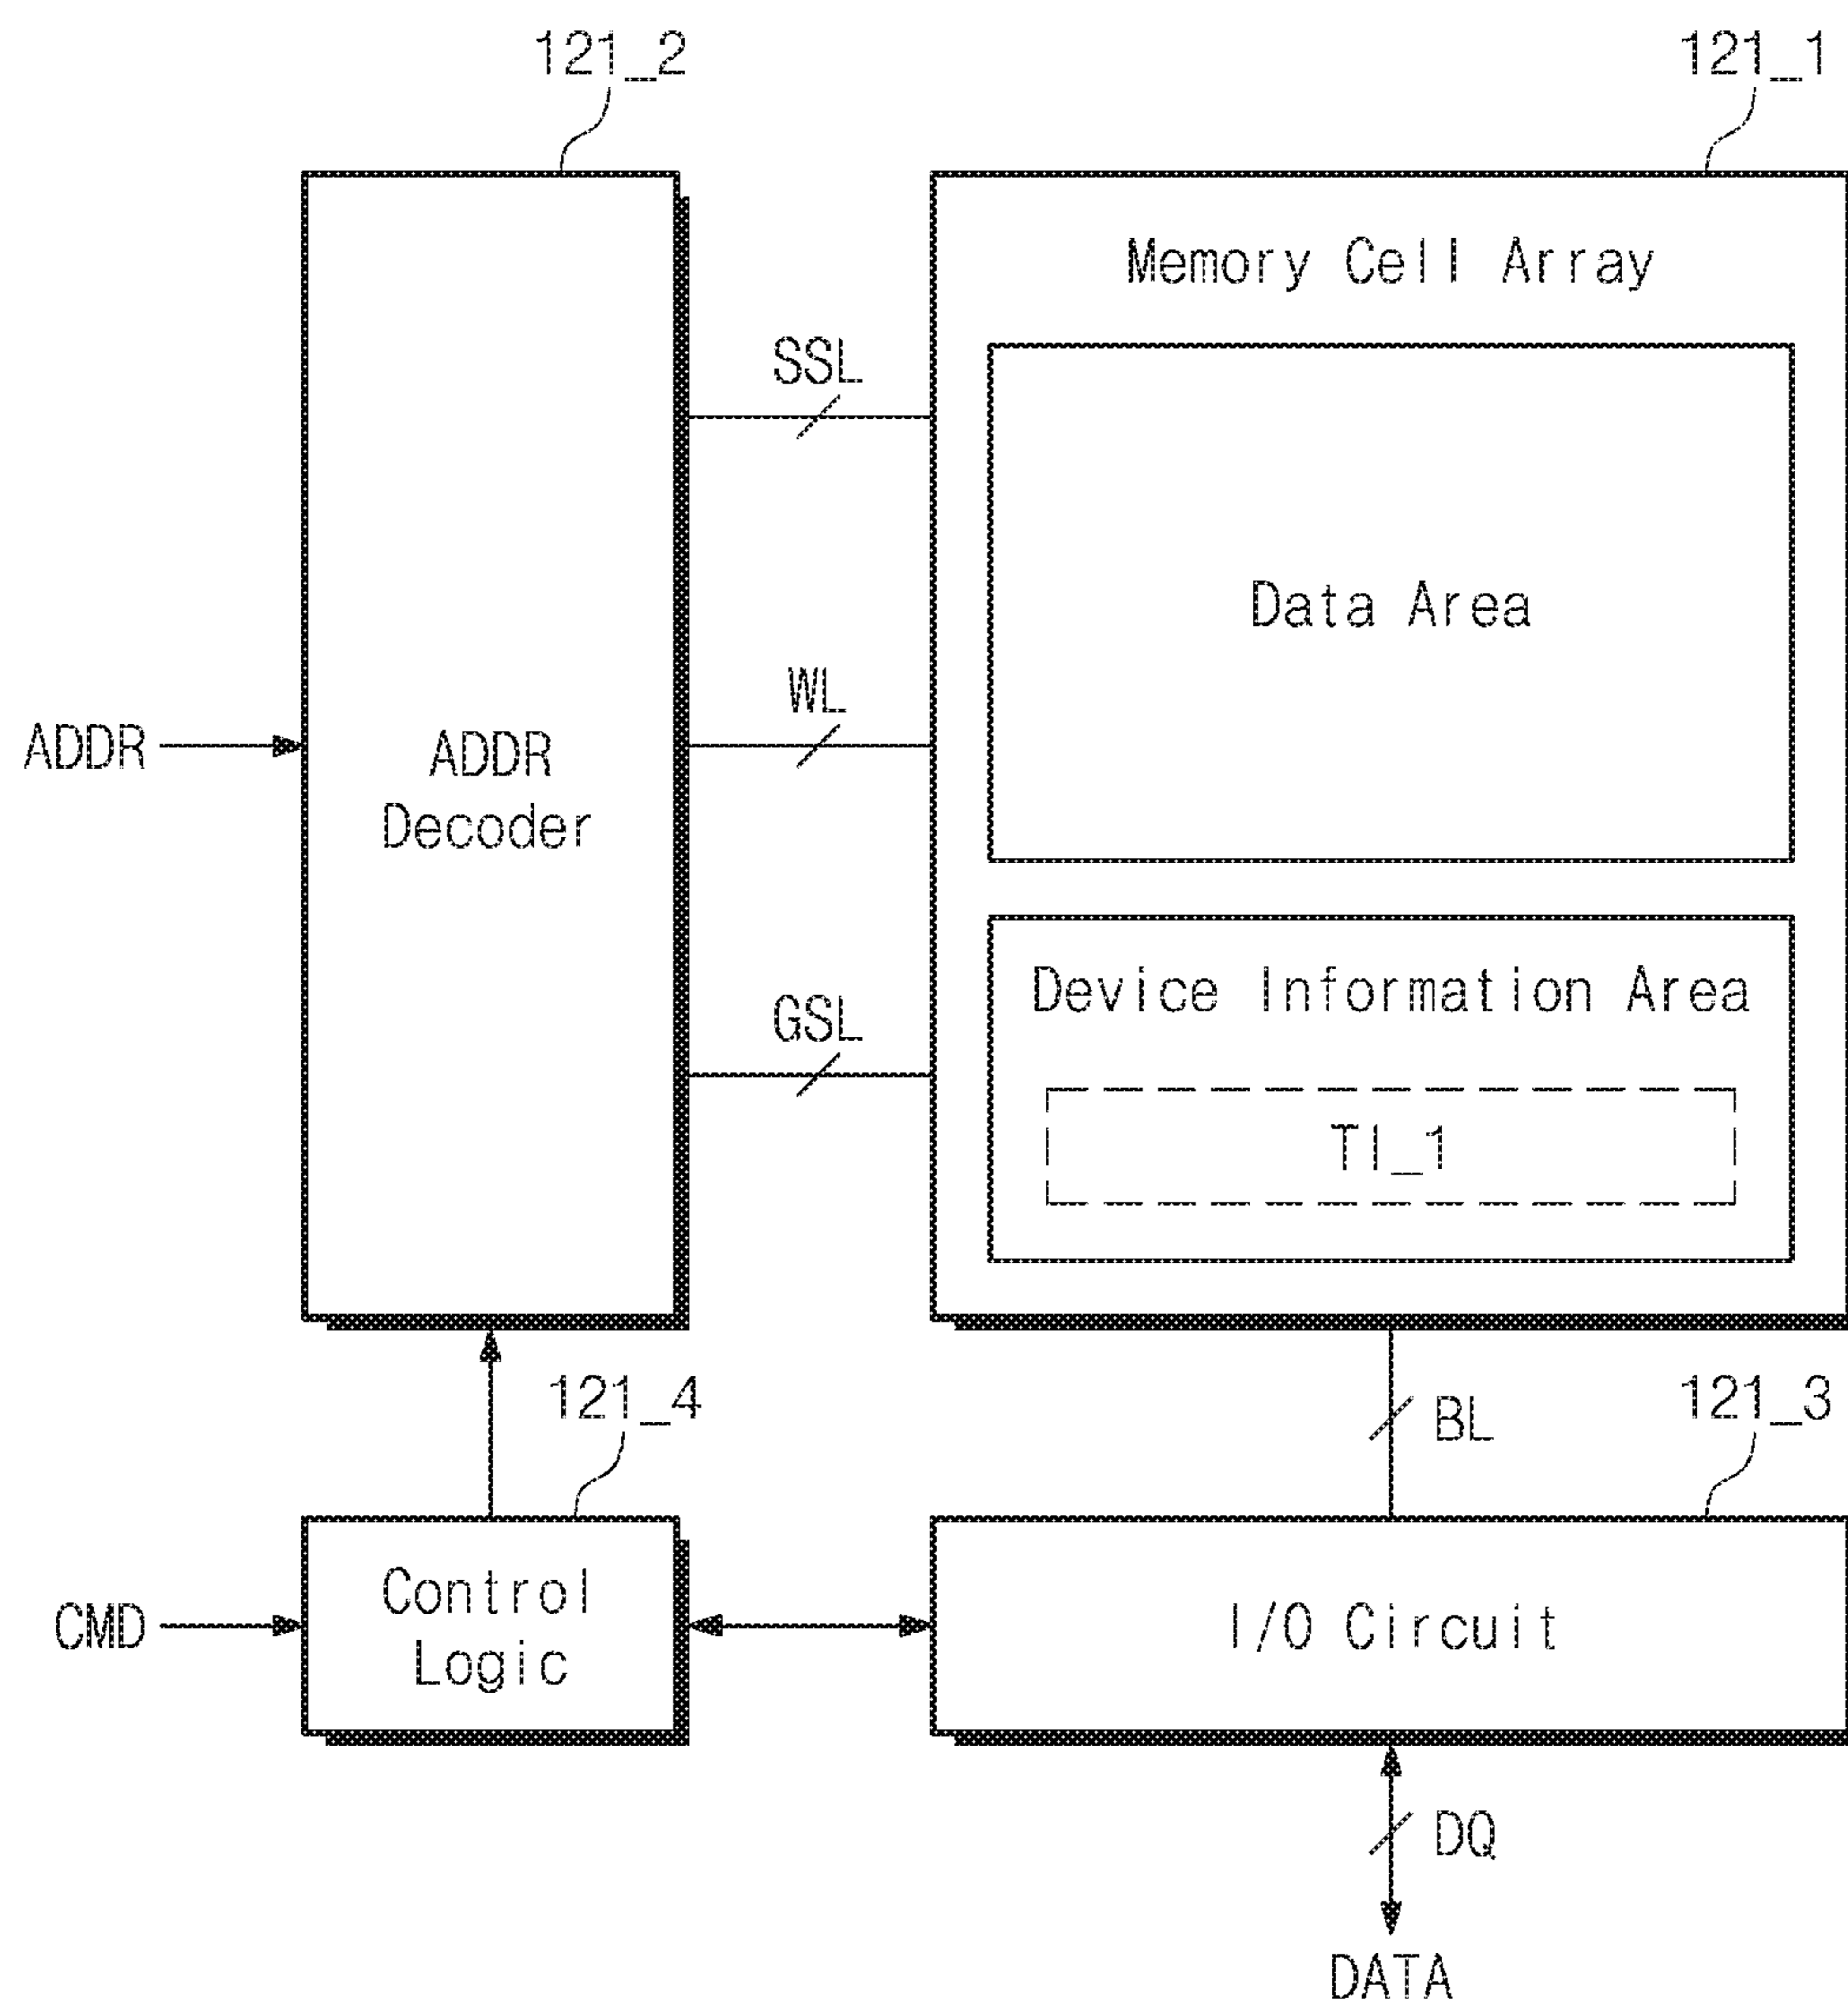 121_2
121_1
Memory Cell Array
SSL
Data Area
WL
ADDR
ADDR
Decoder
Device Information Area
GSL
TI_1
121_4
BL
121_3
Control
Logic
CMD
I/O Circuit
DQ
DATA